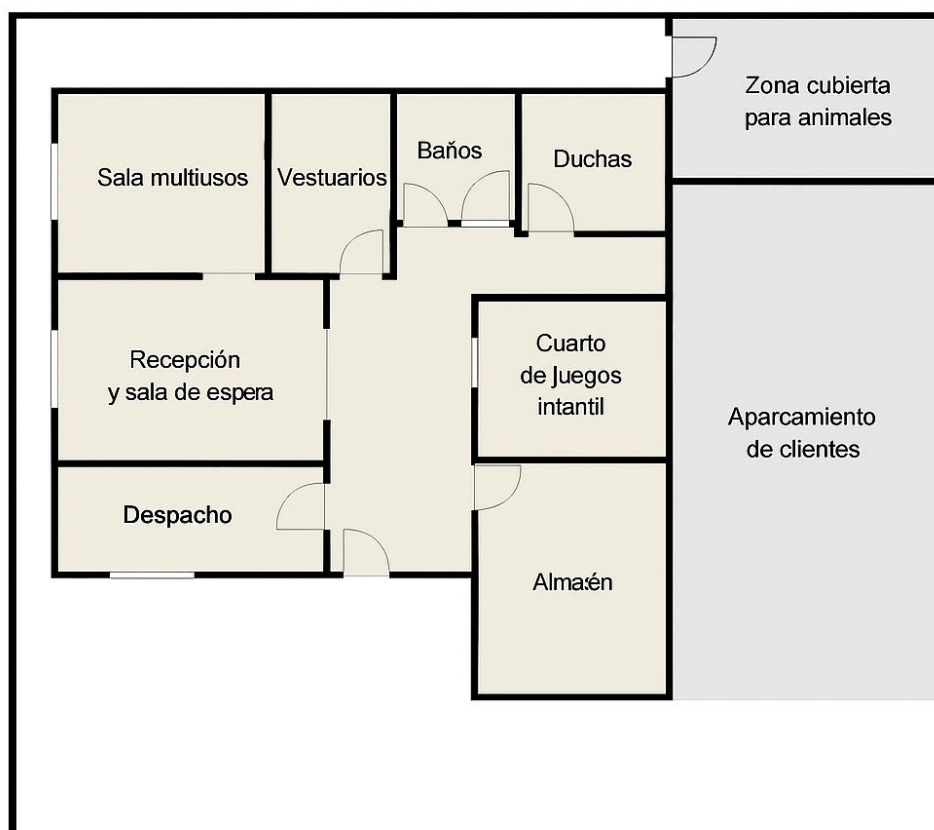 Zona cubierta
para animales
Baños
Duchas
Sala multiusos
Vestuarios
Recepción
y sala de espera
Cuarto
de Juegos
intantil
Aparcamiento
de clientes
Despacho
Almasén